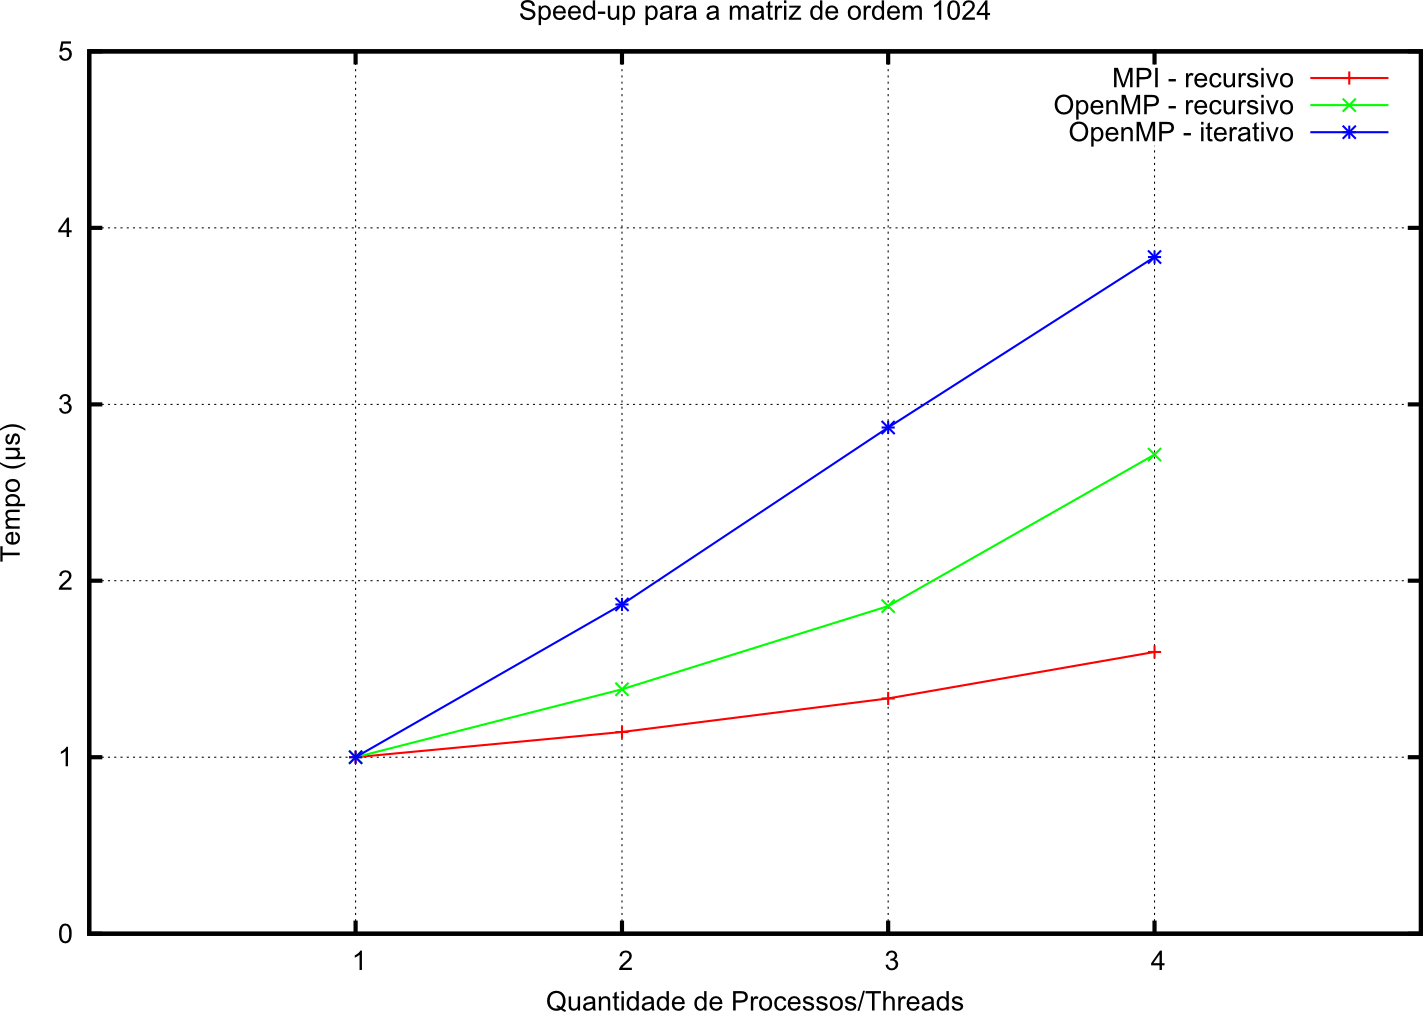 Speed-up para a matriz de ordem 1024
5
4
3
2
1
0
Tempo (µs)
MPI - recursivo
OpenMP - recursivo
OpenMP - iterativo
1 2 3 4
Quantidade de Processos/Threads